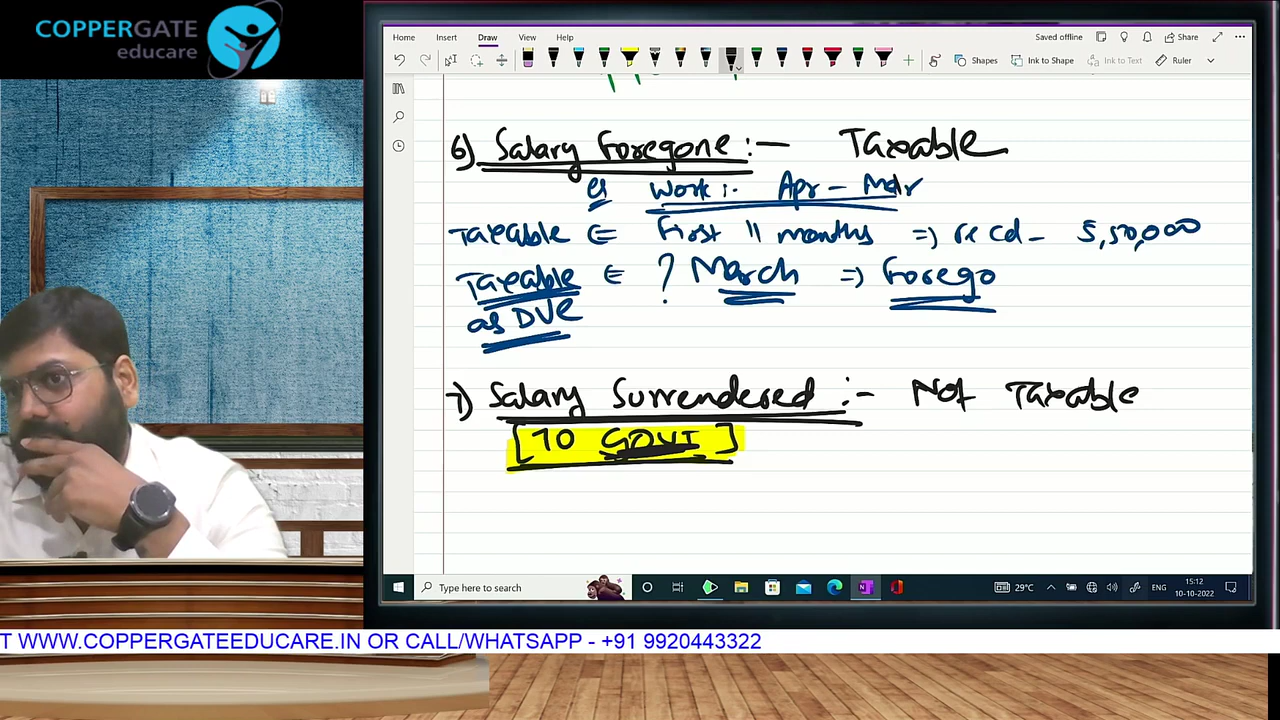 COPPERGATE
educare
Home Insert Draw View Help
Saved offline Share
Shapes Ink to Shape Ink to Text Ruler
6) Salary Foregone :- Taxable
eg Work :- Apr - Mar
Taxable ⇐ First 11 months => recd - 5,50,000
Taxable ⇐ ? March => Forego
as DUE
7) Salary Surrendered :- Not Taxable
[ TO GOVT ]
Type here to search
29°C ENG 15:12
10-10-2022
T WWW.COPPERGATEEDUCARE.IN OR CALL/WHATSAPP - +91 9920443322